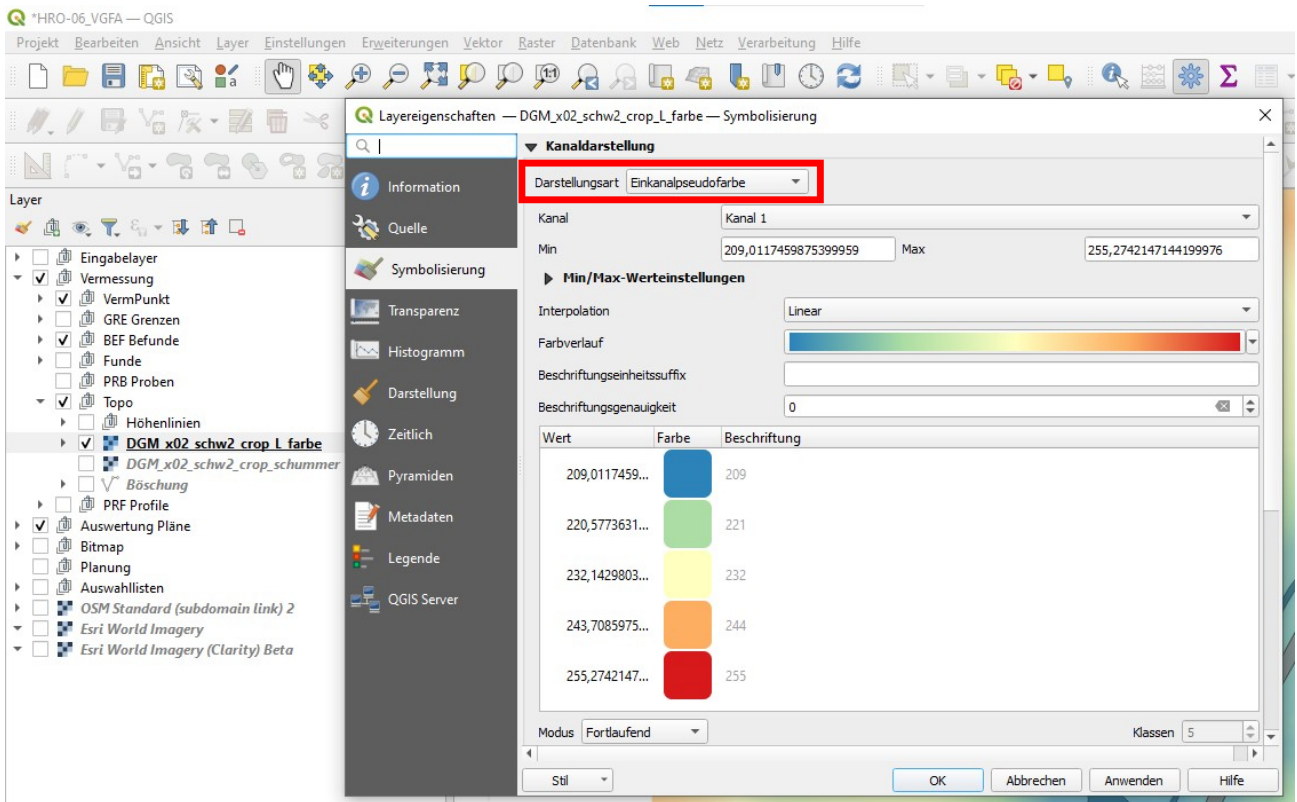 *HRO-06_VGFA — QGIS
Projekt Bearbeiten Ansicht Layer Einstellungen Erweiterungen Vektor Raster Datenbank Web Netz Verarbeitung Hilfe
Layereigenschaften — DGM_x02_schw2_crop_L_farbe — Symbolisierung
Layer
Eingabelayer
Vermessung
VermPunkt
GRE Grenzen
BEF Befunde
Funde
PRB Proben
Topo
Höhenlinien
DGM_x02_schw2_crop_L_farbe
DGM_x02_schw2_crop_schummer
Böschung
PRF Profile
Auswertung Pläne
Bitmap
Planung
Auswahllisten
OSM Standard (subdomain link) 2
Esri World Imagery
Esri World Imagery (Clarity) Beta
Information
Quelle
Symbolisierung
Transparenz
Histogramm
Darstellung
Zeitlich
Pyramiden
Metadaten
Legende
QGIS Server
Kanaldarstellung
Darstellungsart Einkanalpseudofarbe
Kanal Kanal 1
Min 209,0117459875399959 Max 255,2742147144199976
Min/Max-Werteinstellungen
Interpolation Linear
Farbverlauf
Beschriftungseinheitssuffix
Beschriftungsgenauigkeit 0
Wert Farbe Beschriftung
209,0117459... 209
220,5773631... 221
232,1429803... 232
243,7085975... 244
255,2742147... 255
Modus Fortlaufend Klassen 5
Stil OK Abbrechen Anwenden Hilfe